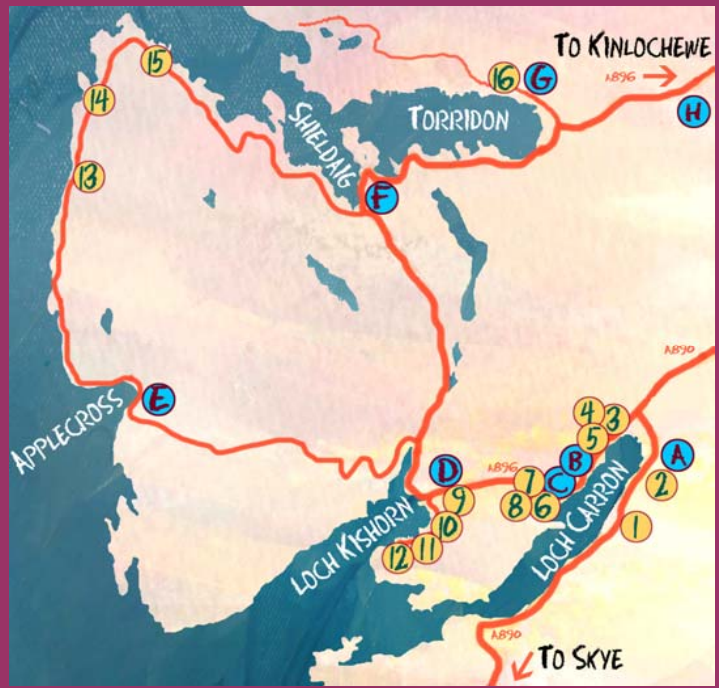 TO KINLOCHEWE
A896
15
16
G
14
H
SHIELDAIG
TORRIDON
13
F
A890
E
APPLECROSS
4
3
5
D
B
A
A896
7
C
2
9
8
6
10
1
LOCH KISHORN
LOCH CARRON
12
11
A890
TO SKYE